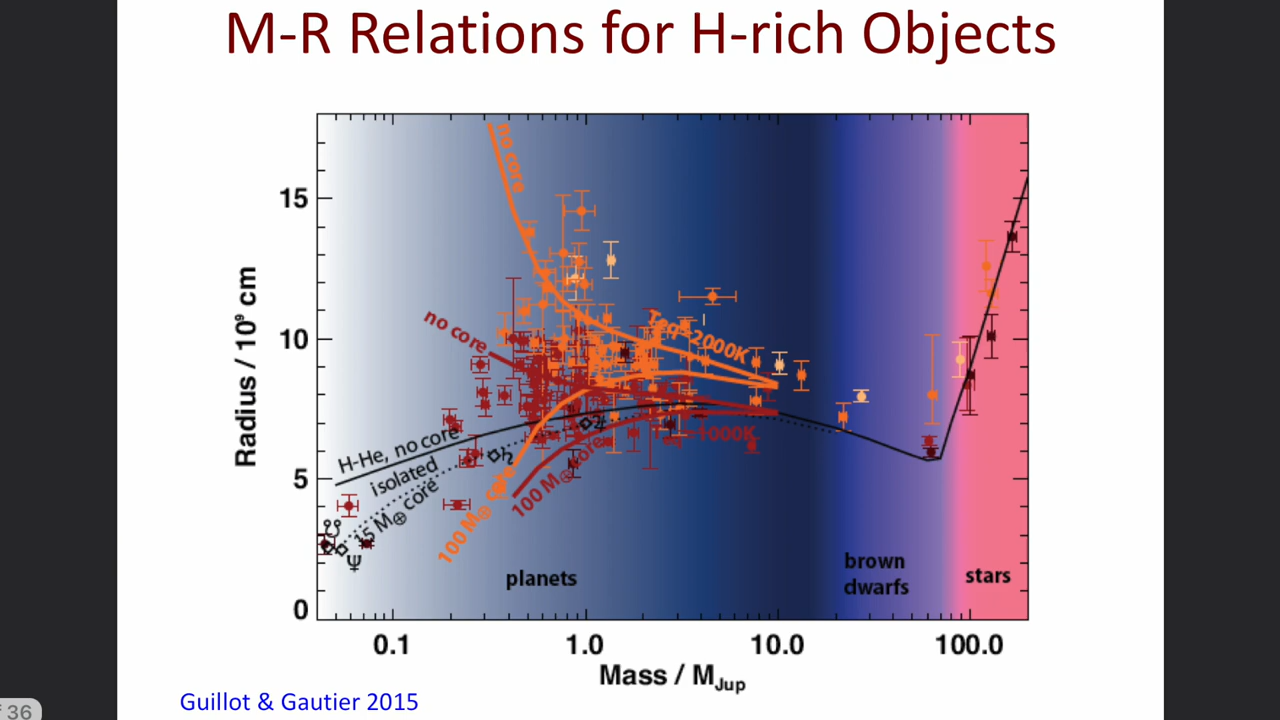 M-R Relations for H-rich Objects
Radius / 10⁹ cm
15
10
5
0
no core
no core
Teq=2000K
=1000K
H-He, no core
isolated
15 M⊕ core
100 M⊕ core
100 M⊕ core
♃
♄
♅
Ψ
planets
brown
dwarfs
stars
0.1
1.0
10.0
100.0
Mass / MJup
Guillot & Gautier 2015
36